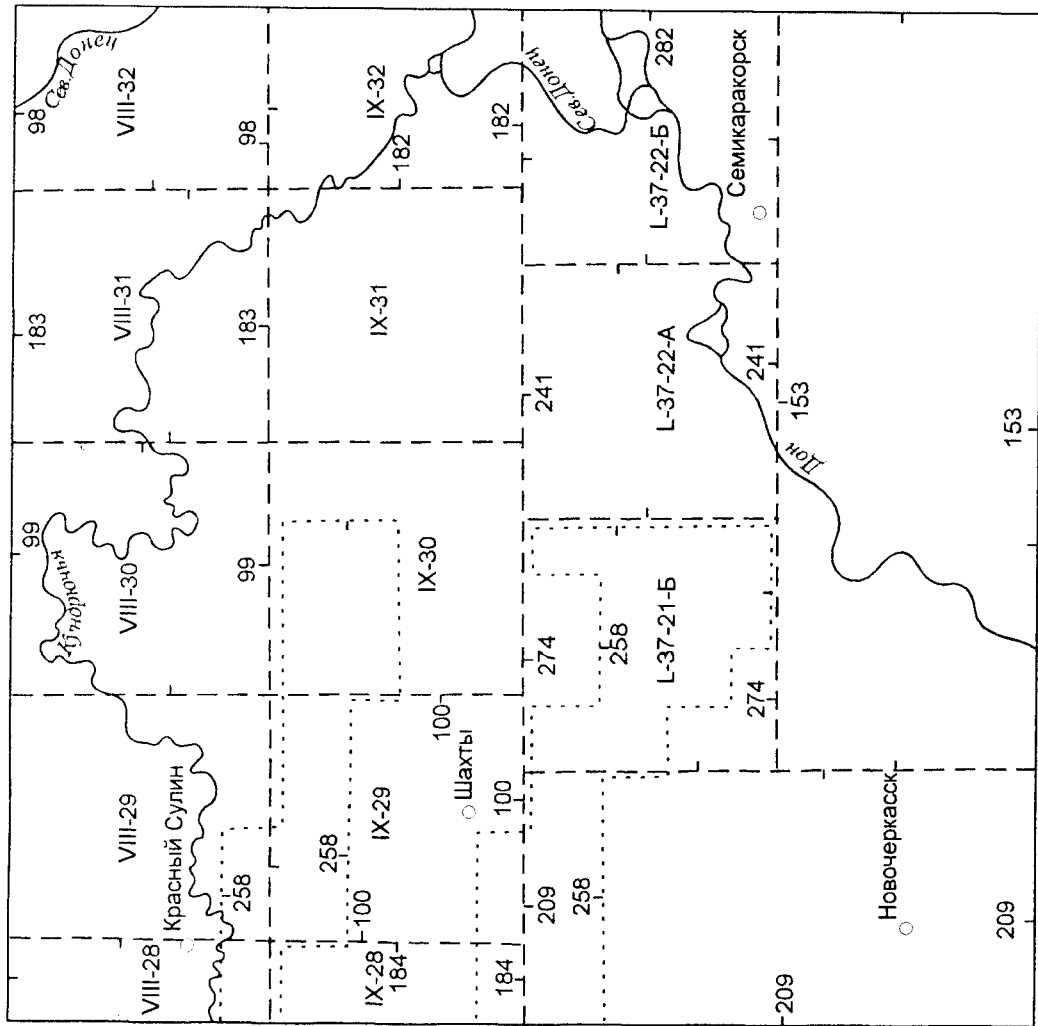 98
Сев.Донец
VIII-32
98
183
VIII-31
183
99
Кундрючья
VIII-30
99
VIII-29
Красный Сулин
258
VIII-28
IX-32
182
182
Сев.Донец
IX-31
IX-30
100
IX-29
258
Шахты
100
100
IX-28
184
184
282
L-37-22-Б
Семикаракорск
241
L-37-22-А
241
153
274
258
L-37-21-Б
274
209
258
209
Дон
153
Новочеркасск
209